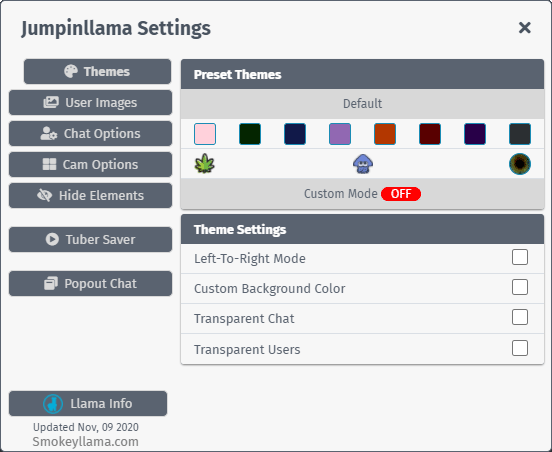 Jumpinllama Settings
Themes
User Images
Chat Options
Cam Options
Hide Elements
Tuber Saver
Popout Chat
Llama Info
Updated Nov, 09 2020
Smokeyllama.com
Preset Themes
Default
Custom Mode OFF
Theme Settings
Left-To-Right Mode
Custom Background Color
Transparent Chat
Transparent Users